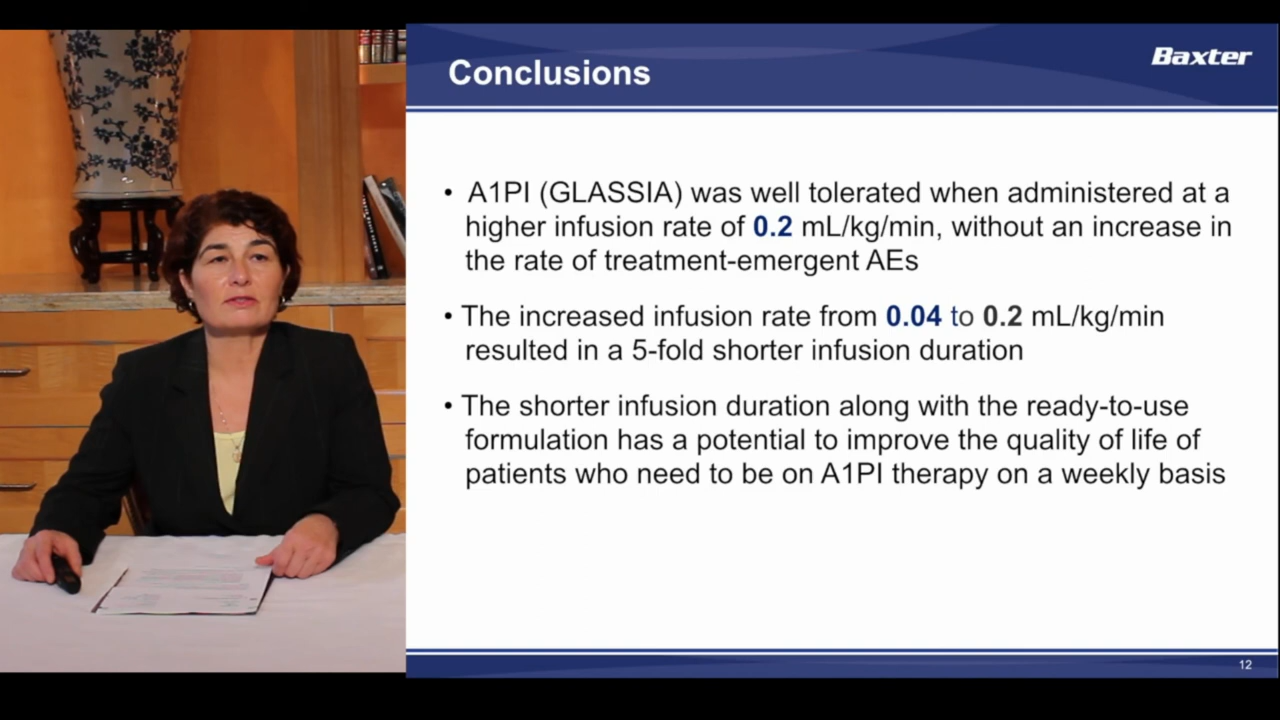 Conclusions
Baxter
• A1PI (GLASSIA) was well tolerated when administered at a
higher infusion rate of 0.2 mL/kg/min, without an increase in
the rate of treatment-emergent AEs
• The increased infusion rate from 0.04 to 0.2 mL/kg/min
resulted in a 5-fold shorter infusion duration
• The shorter infusion duration along with the ready-to-use
formulation has a potential to improve the quality of life of
patients who need to be on A1PI therapy on a weekly basis
12